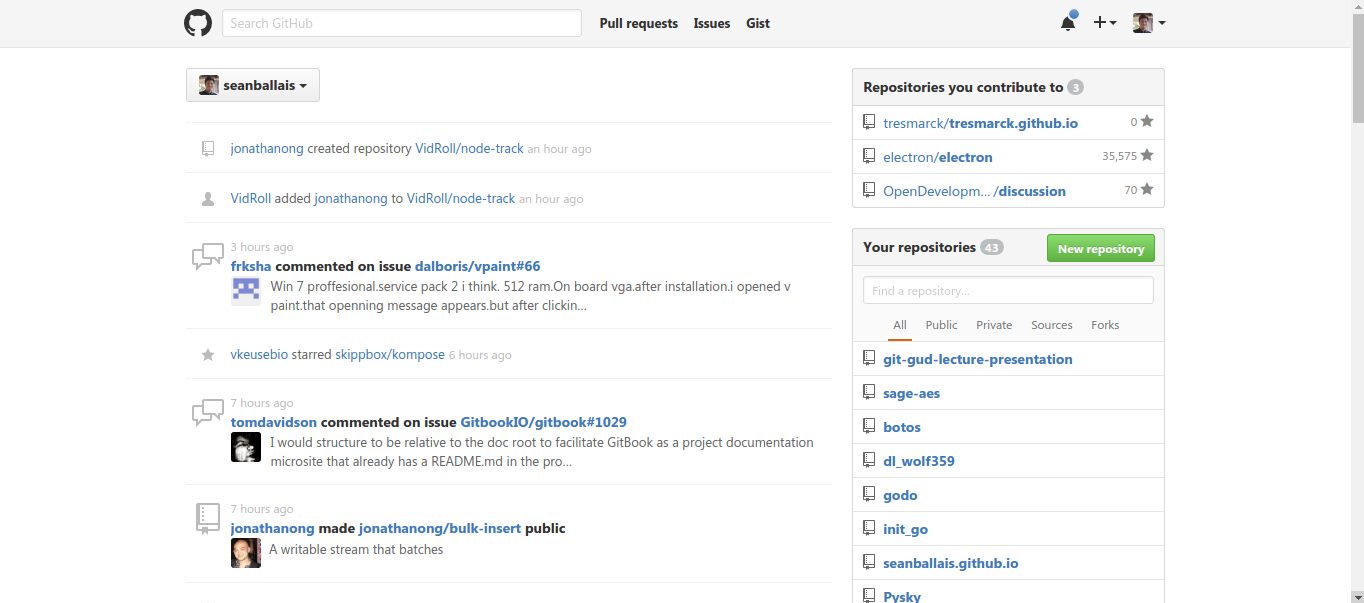 Search GitHub
Pull requests Issues Gist
seanballais
jonathanong created repository VidRoll/node-track an hour ago
VidRoll added jonathanong to VidRoll/node-track an hour ago
3 hours ago
frksha commented on issue dalboris/vpaint#66
Win 7 proffesional.service pack 2 i think. 512 ram.On board vga.after installation.i opened v
paint.that openning message appears.but after clickin...
vkeusebio starred skippbox/kompose 6 hours ago
7 hours ago
tomdavidson commented on issue GitbookIO/gitbook#1029
I would structure to be relative to the doc root to facilitate GitBook as a project documentation
microsite that already has a README.md in the pro...
7 hours ago
jonathanong made jonathanong/bulk-insert public
A writable stream that batches
Repositories you contribute to 3
tresmarck/tresmarck.github.io 0
electron/electron 35,575
OpenDevelopm... /discussion 70
Your repositories 43
New repository
Find a repository...
All Public Private Sources Forks
git-gud-lecture-presentation
sage-aes
botos
dl_wolf359
godo
init_go
seanballais.github.io
Pysky